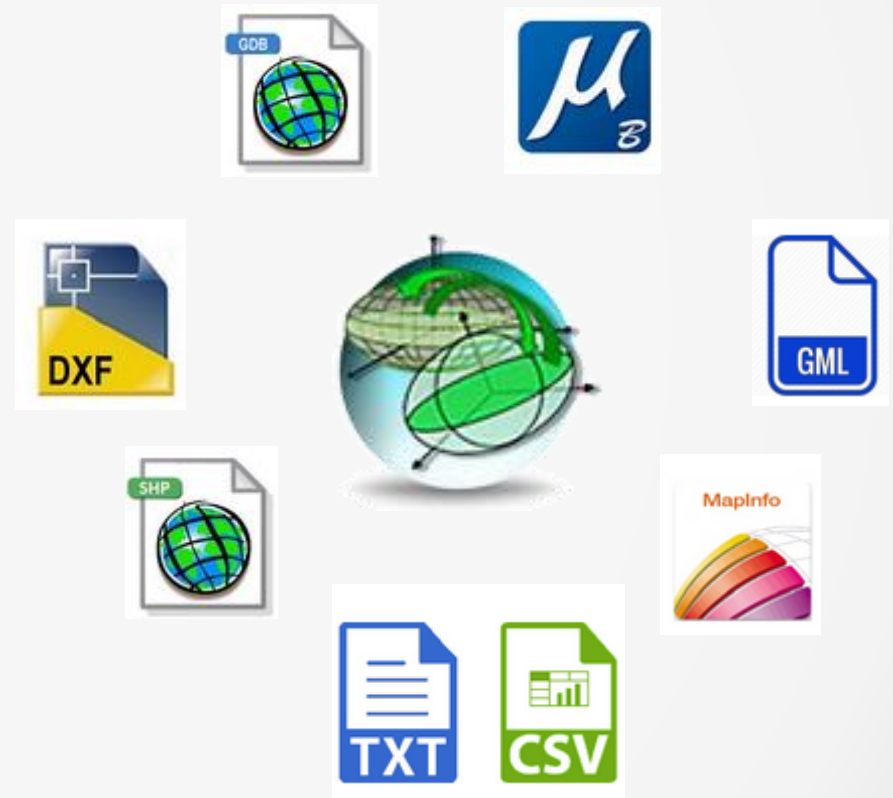 GDB
μ
B
DXF
GML
SHP
MapInfo
TXT
CSV